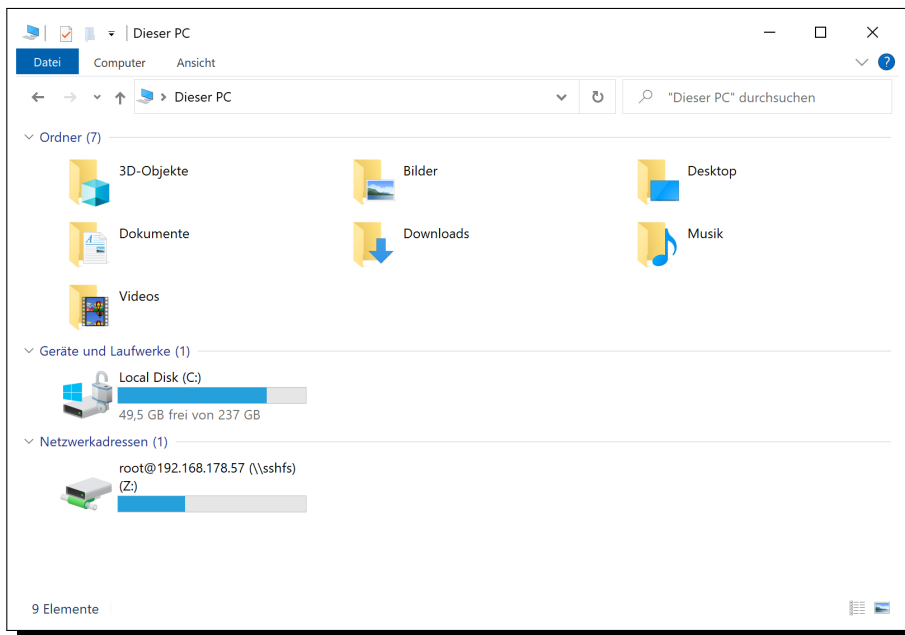 Dieser PC
Datei Computer Ansicht
?
Dieser PC "Dieser PC" durchsuchen
Ordner (7)
3D-Objekte Bilder Desktop
Dokumente Downloads Musik
Videos
Geräte und Laufwerke (1)
Local Disk (C:)
49,5 GB frei von 237 GB
Netzwerkadressen (1)
root@192.168.178.57 (\\sshfs)
(Z:)
9 Elemente